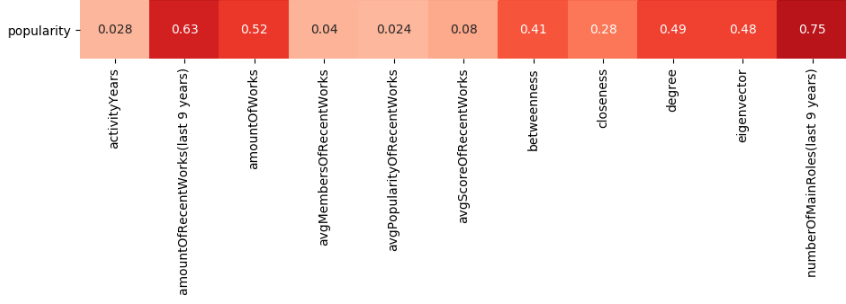 popularity
0.028 0.63 0.52 0.04 0.024 0.08 0.41 0.28 0.49 0.48 0.75
activityYears
amountOfRecentWorks(last 9 years)
amountOfWorks
avgMembersOfRecentWorks
avgPopularityOfRecentWorks
avgScoreOfRecentWorks
betweenness
closeness
degree
eigenvector
numberOfMainRoles(last 9 years)